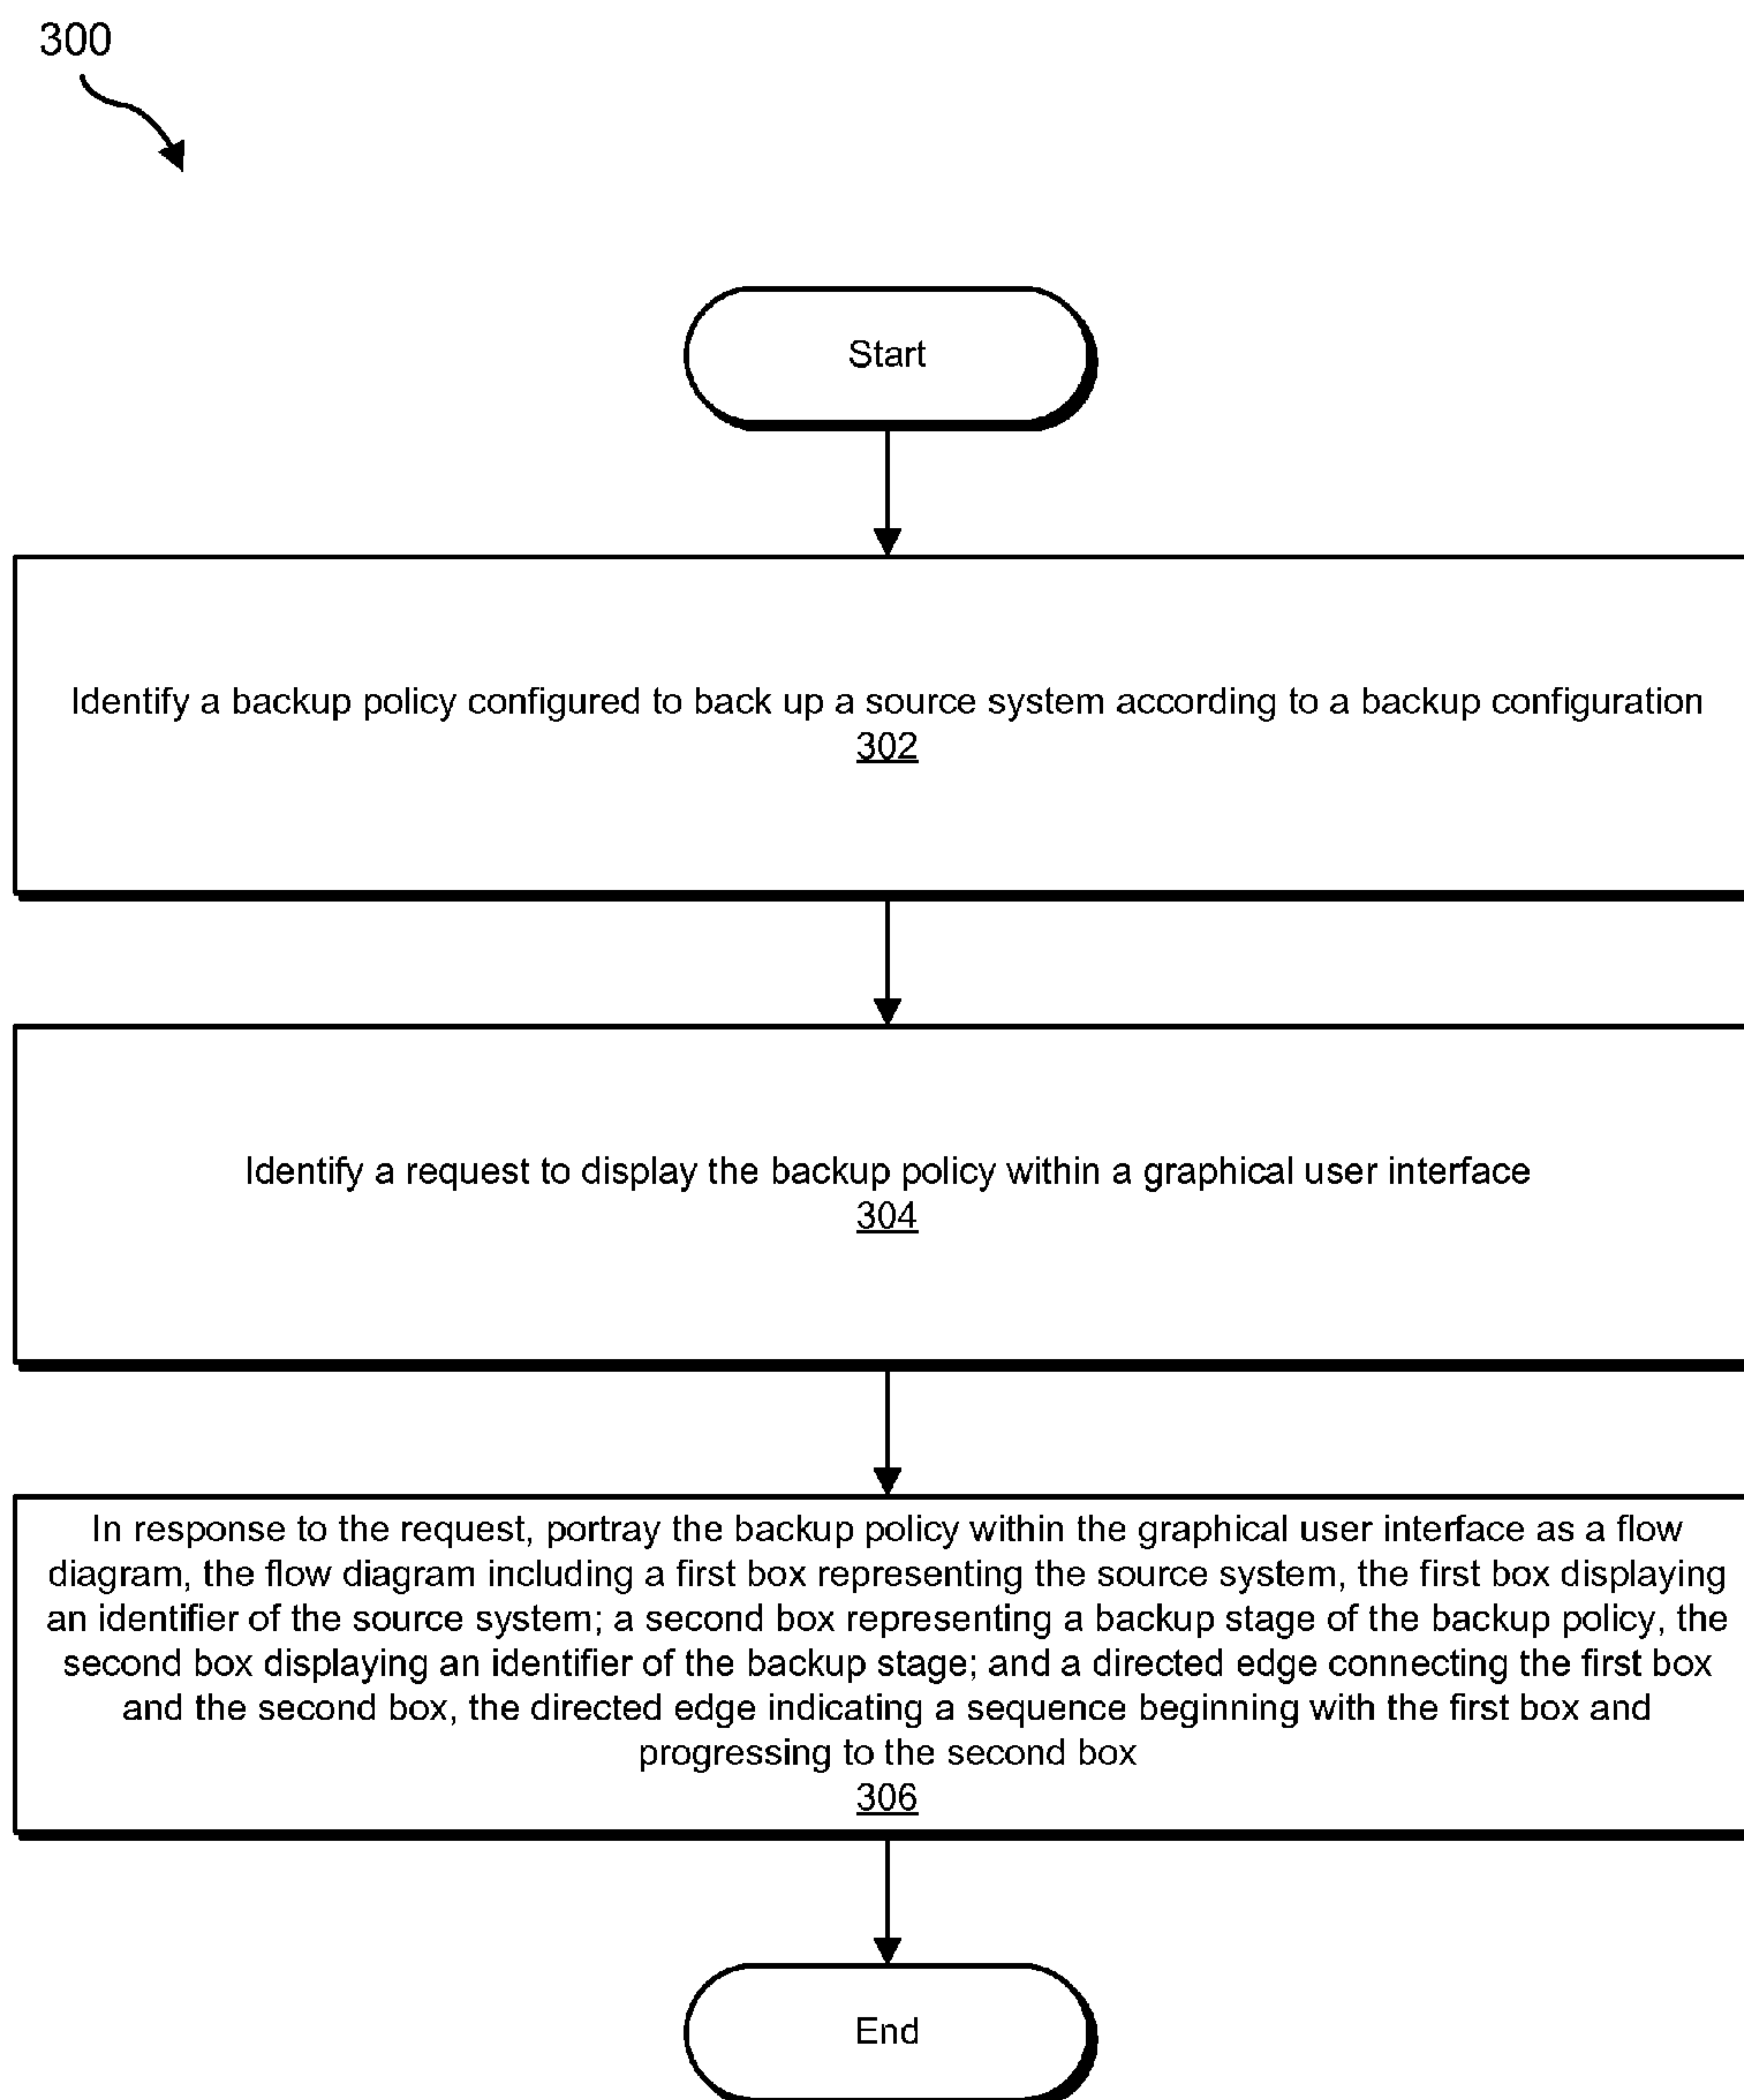 300
Start
Identify a backup policy configured to back up a source system according to a backup configuration
302
Identify a request to display the backup policy within a graphical user interface
304
In response to the request, portray the backup policy within the graphical user interface as a flow
diagram, the flow diagram including a first box representing the source system, the first box displaying
an identifier of the source system; a second box representing a backup stage of the backup policy, the
second box displaying an identifier of the backup stage; and a directed edge connecting the first box
and the second box, the directed edge indicating a sequence beginning with the first box and
progressing to the second box
306
End